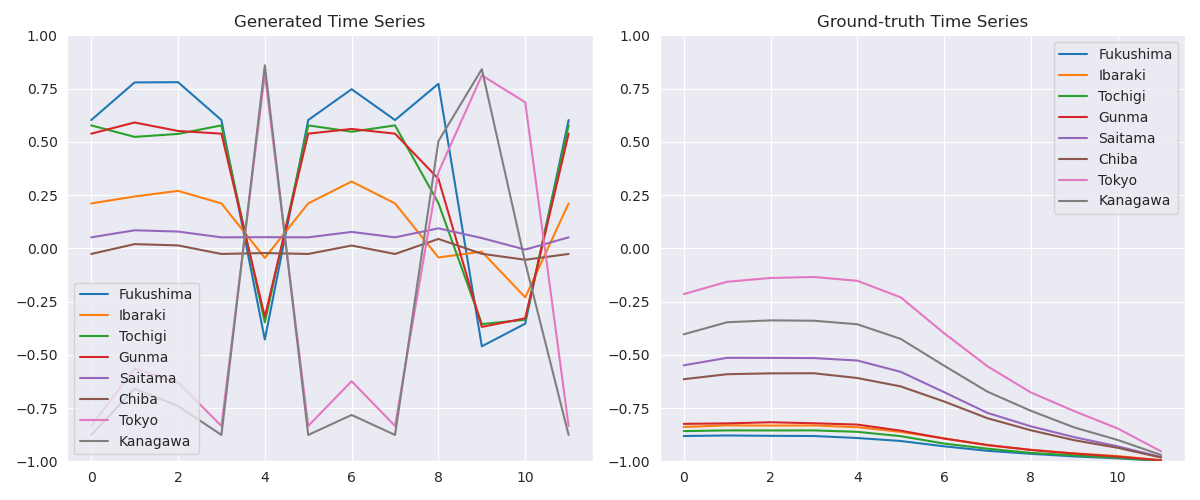 Generated Time Series
1.00
0.75
0.50
0.25
0.00
−0.25
−0.50
−0.75
−1.00
0
2
4
6
8
10
Fukushima
Ibaraki
Tochigi
Gunma
Saitama
Chiba
Tokyo
Kanagawa
Ground-truth Time Series
1.00
0.75
0.50
0.25
0.00
−0.25
−0.50
−0.75
−1.00
0
2
4
6
8
10
Fukushima
Ibaraki
Tochigi
Gunma
Saitama
Chiba
Tokyo
Kanagawa